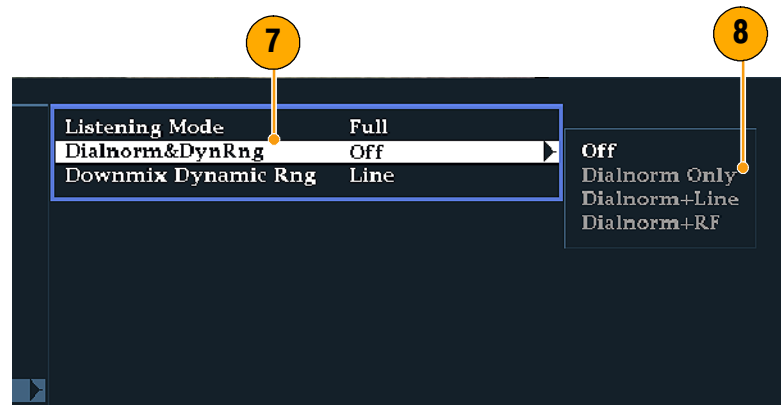 7
8
Listening Mode Full
Dialnorm&DynRng Off
Downmix Dynamic Rng Line
Off
Dialnorm Only
Dialnorm+Line
Dialnorm+RF